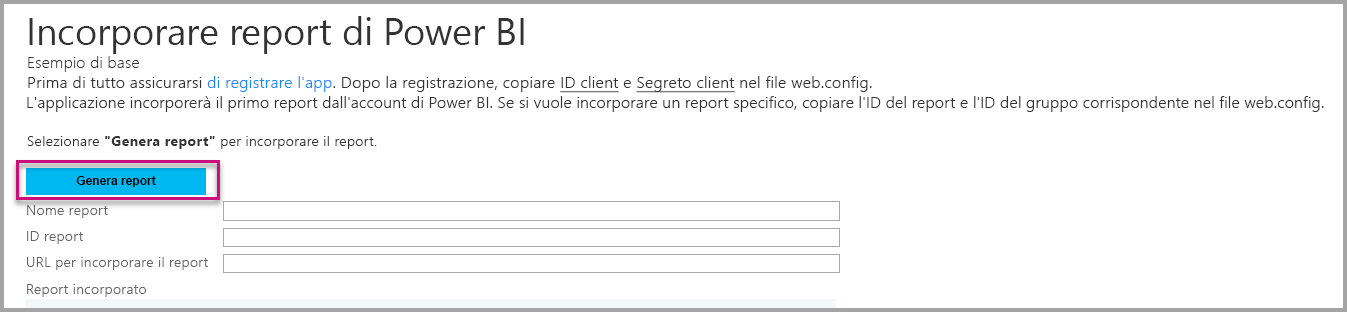 Incorporare report di Power BI
Esempio di base
Prima di tutto assicurarsi di registrare l'app. Dopo la registrazione, copiare ID client e Segreto client nel file web.config.
L'applicazione incorporerà il primo report dall'account di Power BI. Se si vuole incorporare un report specifico, copiare l'ID del report e l'ID del gruppo corrispondente nel file web.config.
Selezionare "Genera report" per incorporare il report.
Genera report
Nome report
ID report
URL per incorporare il report
Report incorporato